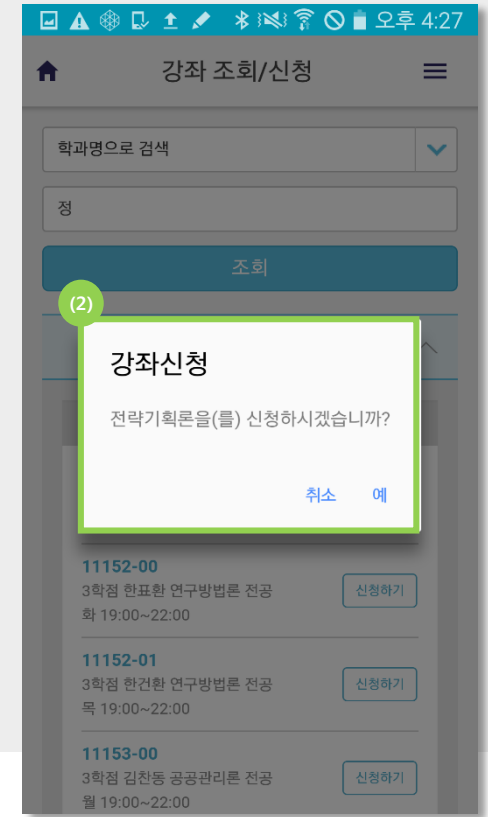 오후 4:27
강좌 조회/신청
학과명으로 검색
정
조회
(2)
강좌신청
전략기획론을(를) 신청하시겠습니까?
취소 예
11152-00
3학점 한표환 연구방법론 전공
화 19:00~22:00
신청하기
11152-01
3학점 한건환 연구방법론 전공
목 19:00~22:00
신청하기
11153-00
3학점 김찬동 공공관리론 전공
월 19:00~22:00
신청하기